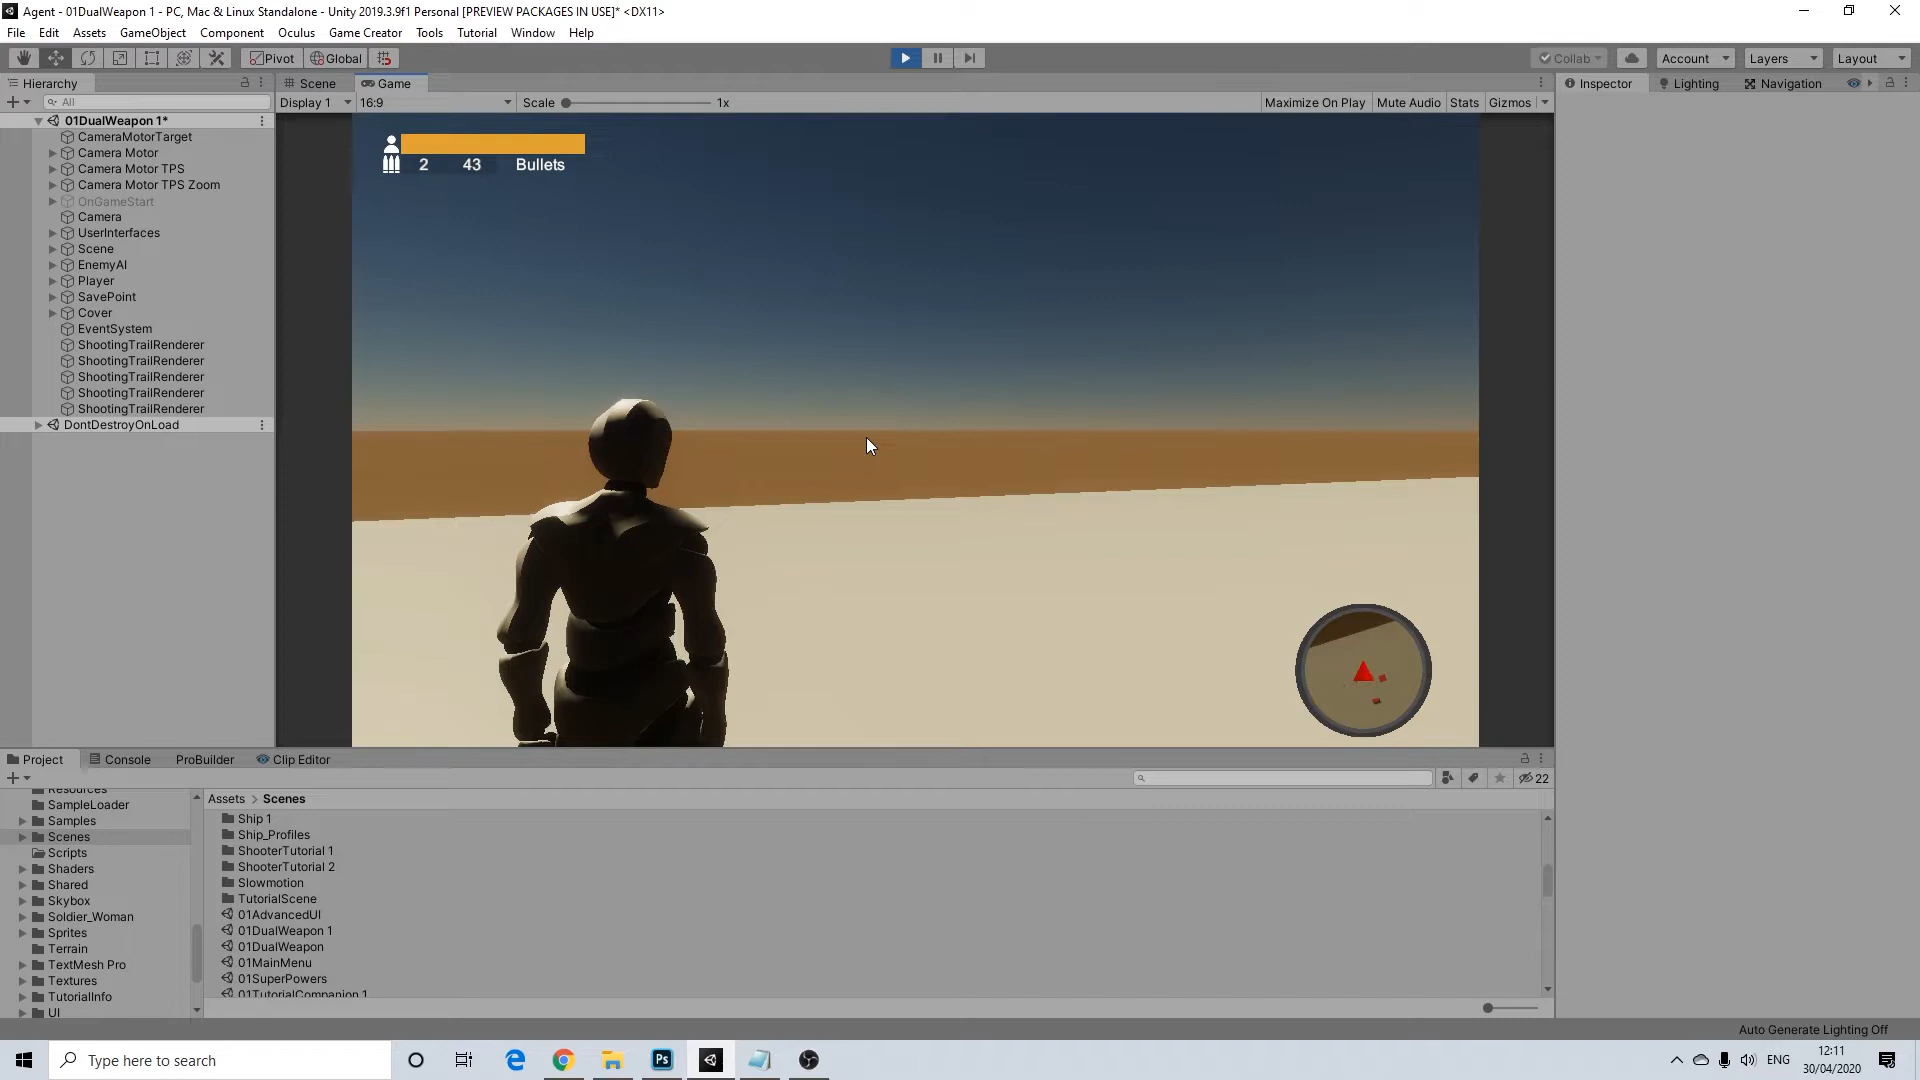 Agent - 01DualWeapon 1 - PC, Mac & Linux Standalone - Unity 2019.3.9f1 Personal [PREVIEW PACKAGES IN USE]* <DX11>
File Edit Assets GameObject Component Oculus Game Creator Tools Tutorial Window Help
Pivot Global Collab Account Layers Layout
Hierarchy Scene Game Inspector Lighting Navigation
All Display 1 16:9 Scale 1x Maximize On Play Mute Audio Stats Gizmos
01DualWeapon 1*
CameraMotorTarget
Camera Motor
Camera Motor TPS
Camera Motor TPS Zoom
OnGameStart
Camera
UserInterfaces
Scene
EnemyAI
Player
SavePoint
Cover
EventSystem
ShootingTrailRenderer
ShootingTrailRenderer
ShootingTrailRenderer
ShootingTrailRenderer
ShootingTrailRenderer
DontDestroyOnLoad
2 43 Bullets
Project Console ProBuilder Clip Editor
22
Resources
SampleLoader
Samples
Scenes
Scripts
Shaders
Shared
Skybox
Soldier_Woman
Sprites
Terrain
TextMesh Pro
Textures
TutorialInfo
UI
Assets > Scenes
Ship 1
Ship_Profiles
ShooterTutorial 1
ShooterTutorial 2
Slowmotion
TutorialScene
01AdvancedUI
01DualWeapon 1
01DualWeapon
01MainMenu
01SuperPowers
01TutorialCompanion 1
Auto Generate Lighting Off
Type here to search
Ps
ENG
12:11
30/04/2020